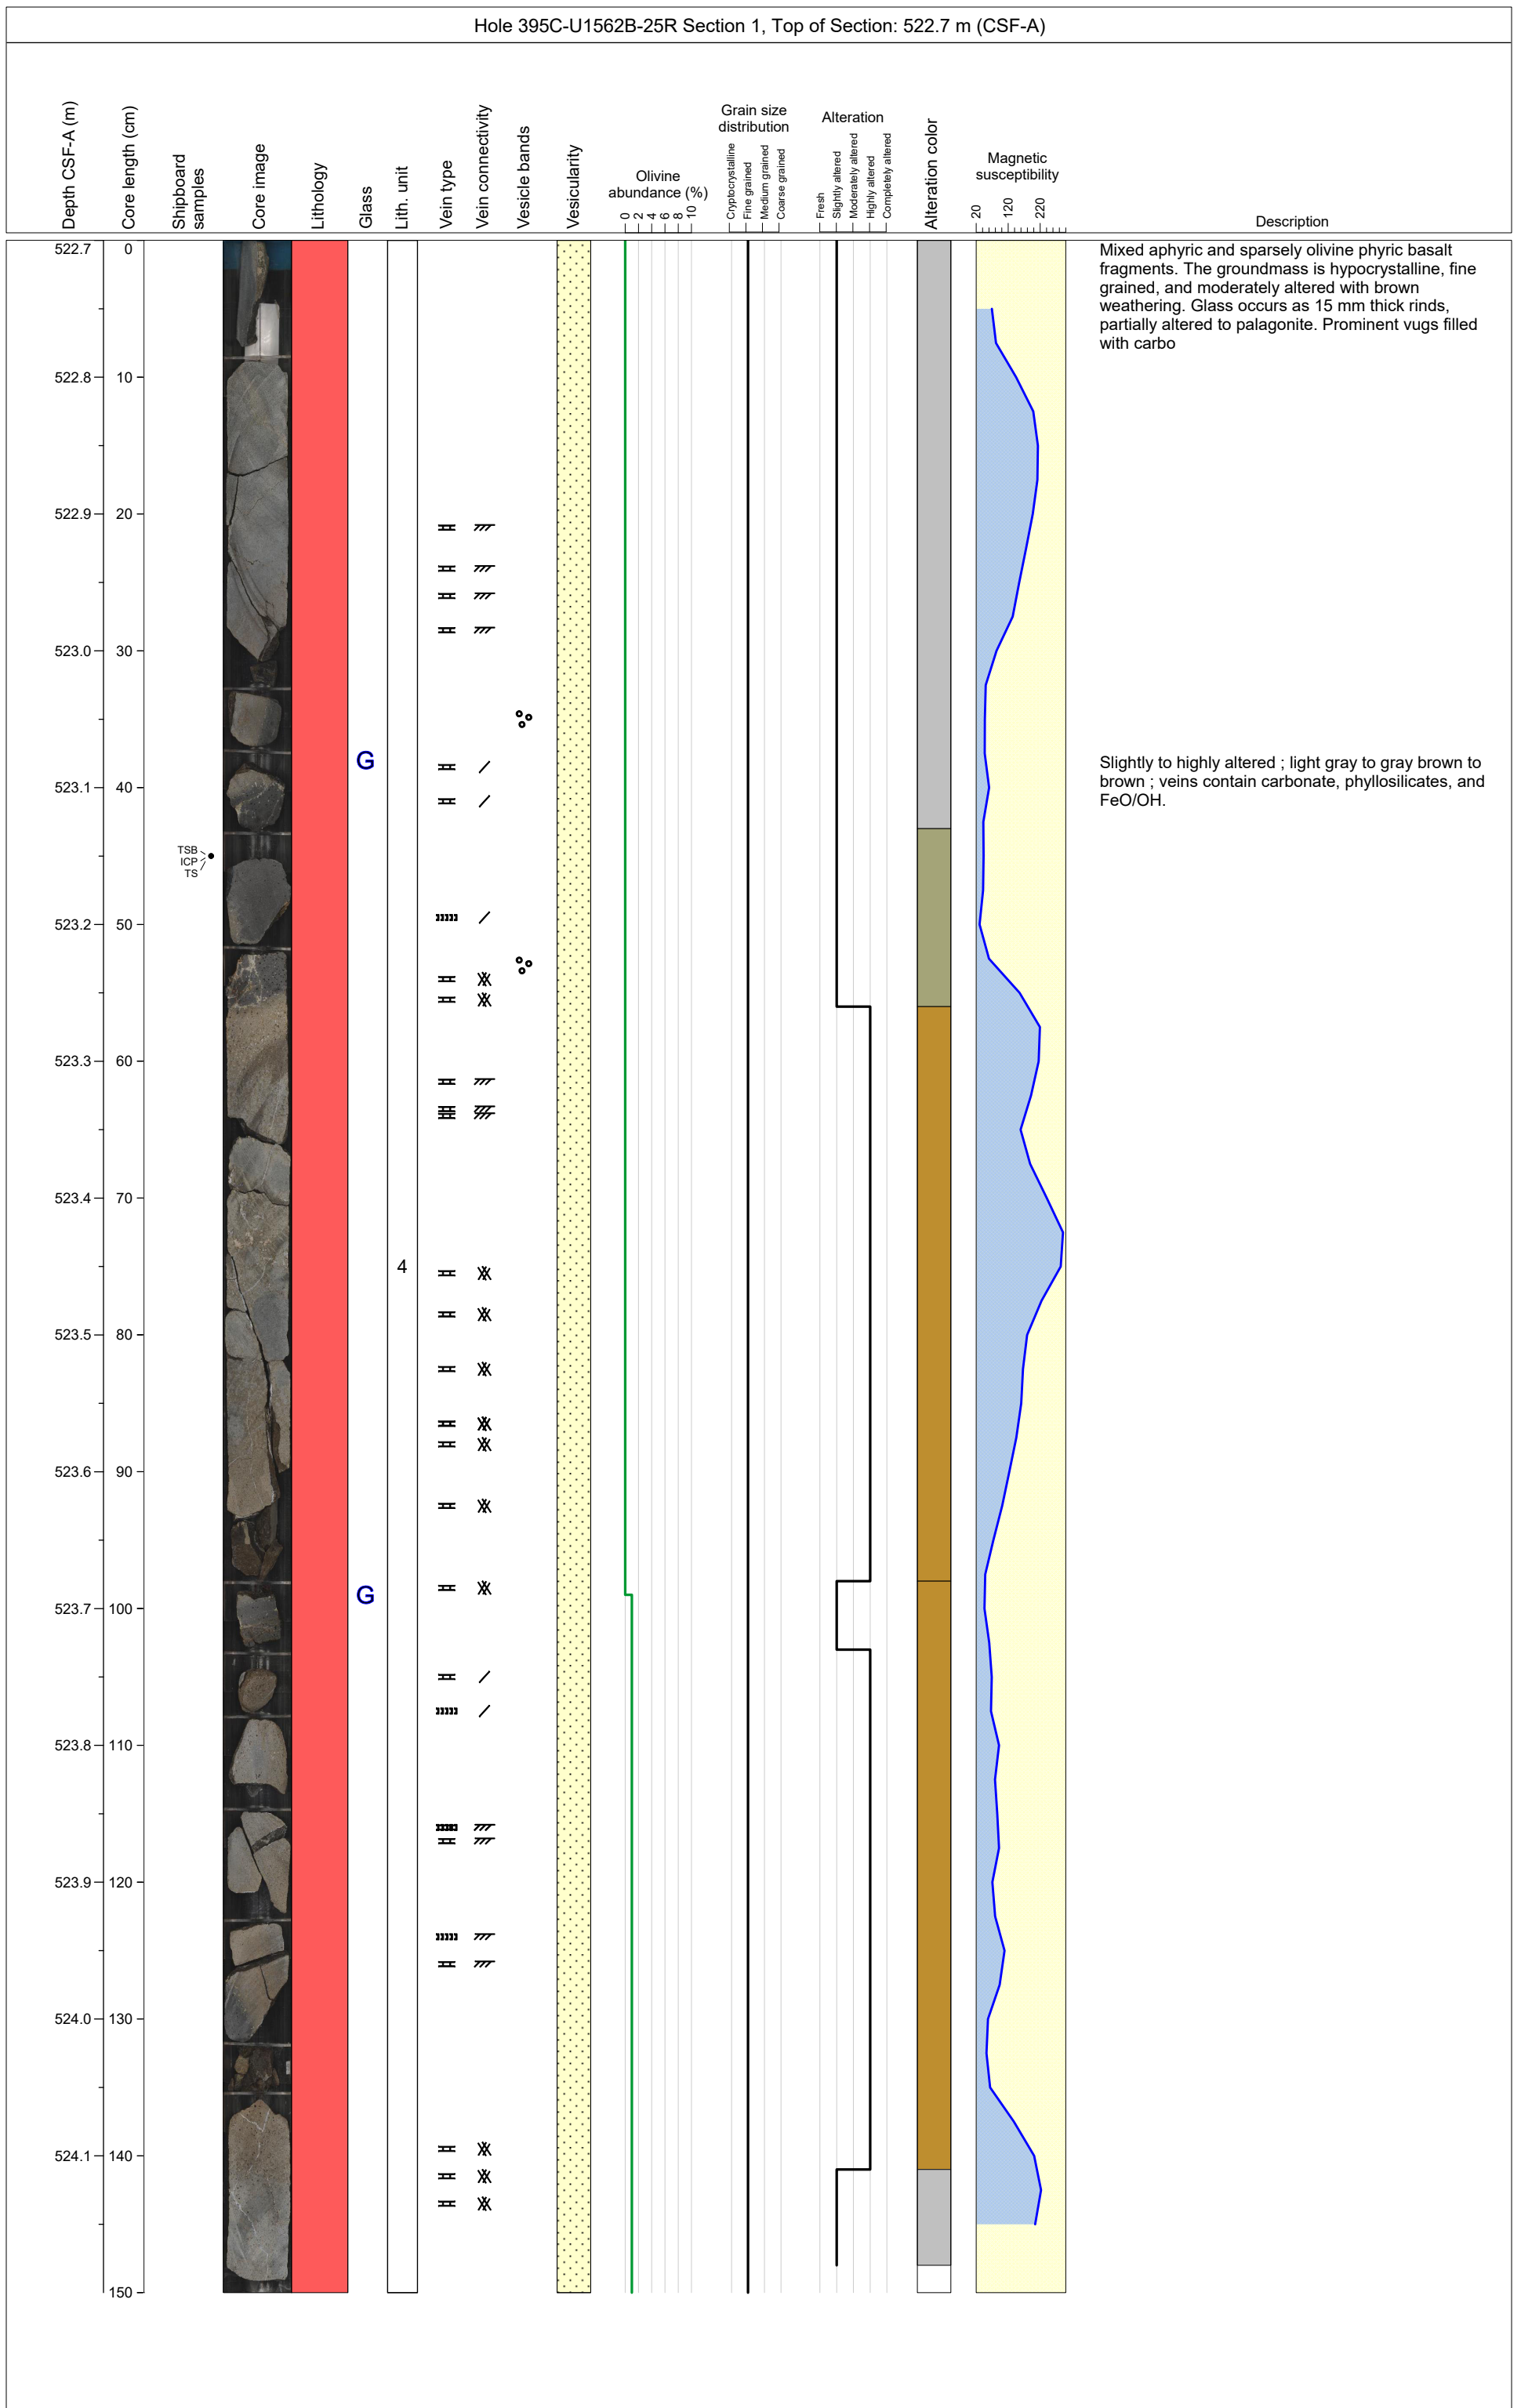 Hole 395C-U1562B-25R Section 1, Top of Section: 522.7 m (CSF-A)
Depth CSF-A (m)
Core length (cm)
Shipboard
samples
Core image
Lithology
Glass
Lith. unit
Vein type
Vein connectivity
Vesicle bands
Vesicularity
Olivine
abundance (%)
0
2
4
6
8
10
Grain size
distribution
Cryptocrystalline
Fine grained
Medium grained
Coarse grained
Alteration
Fresh
Slightly altered
Moderately altered
Highly altered
Completely altered
Alteration color
Magnetic
susceptibility
20
120
220
Description
522.7 0
Mixed aphyric and sparsely olivine phyric basalt
fragments. The groundmass is hypocrystalline, fine
grained, and moderately altered with brown
weathering. Glass occurs as 15 mm thick rinds,
partially altered to palagonite. Prominent vugs filled
with carbo
522.8 10
522.9 20
523.0 30
G
Slightly to highly altered ; light gray to gray brown to
brown ; veins contain carbonate, phyllosilicates, and
FeO/OH.
523.1 40
TSB
ICP
TS
523.2 50
523.3 60
523.4 70
4
523.5 80
523.6 90
G
523.7 100
523.8 110
523.9 120
524.0 130
524.1 140
150